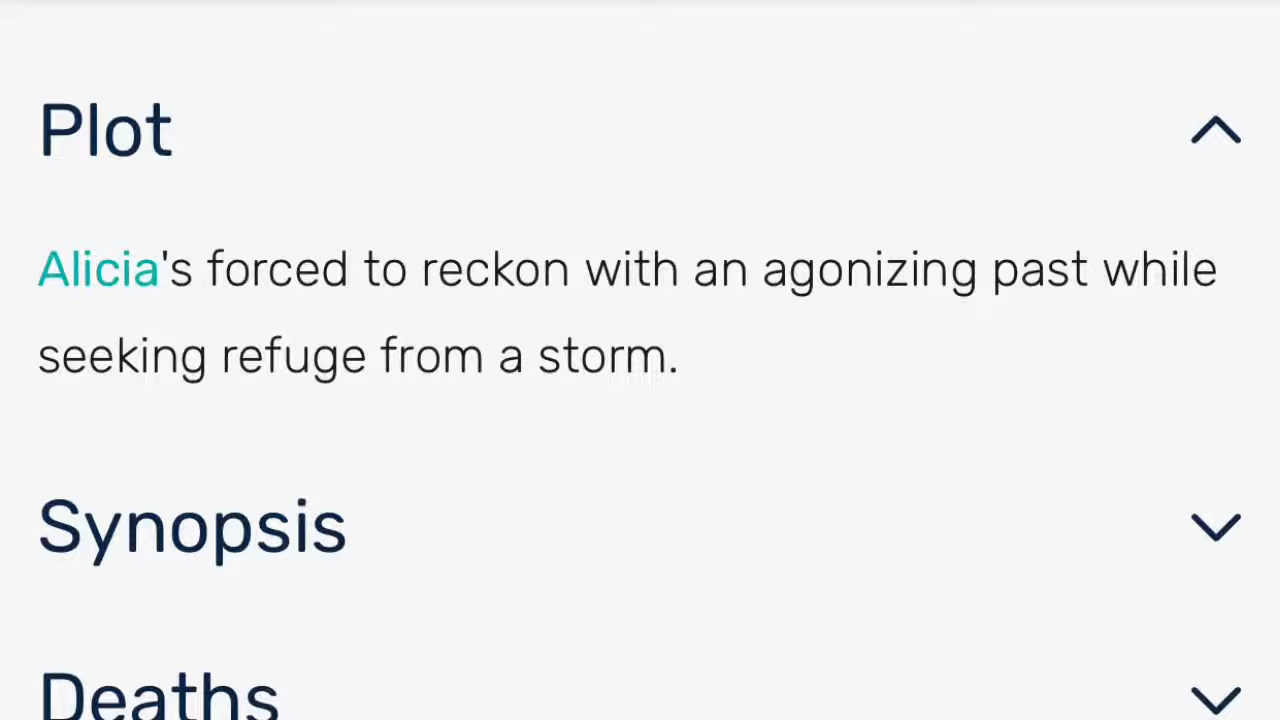 Plot
Alicia's forced to reckon with an agonizing past while
seeking refuge from a storm.
Synopsis
Deaths